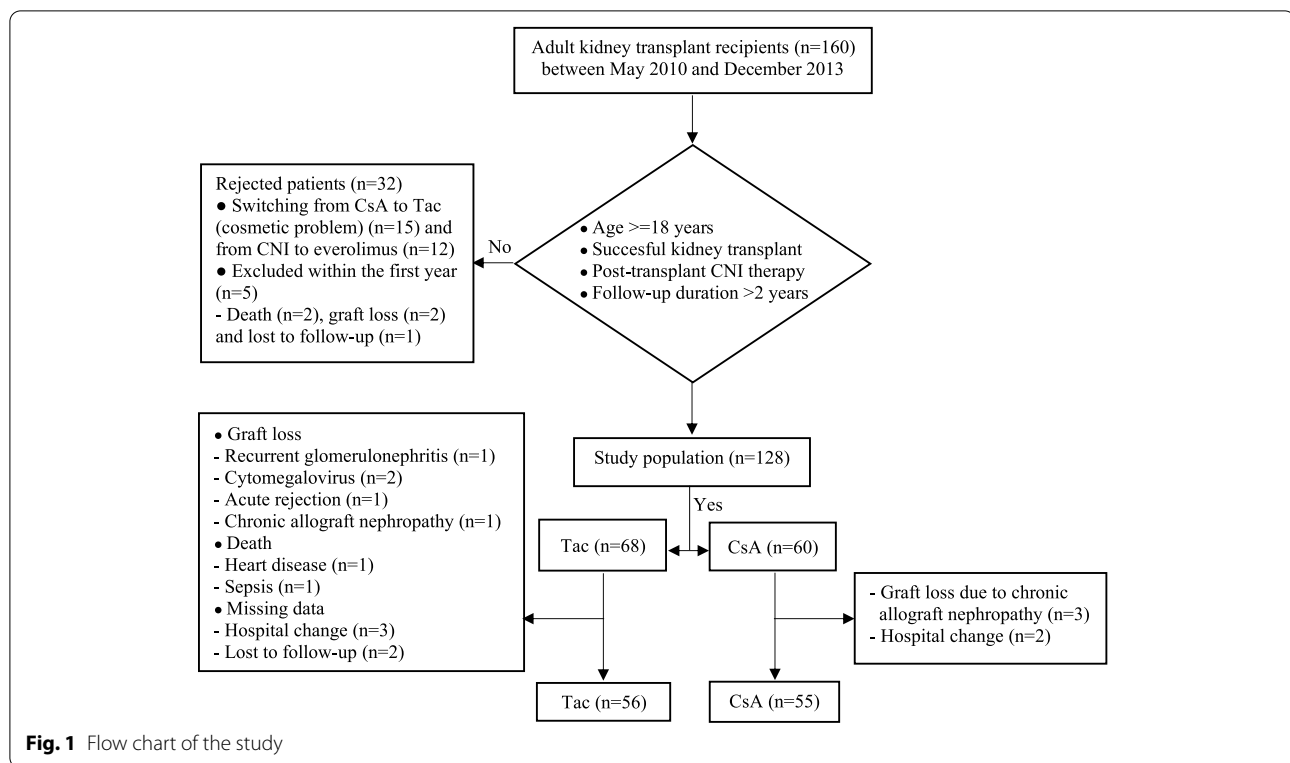 Adult kidney transplant recipients (n=160)
between May 2010 and December 2013
Rejected patients (n=32)
● Switching from CsA to Tac
(cosmetic problem) (n=15) and
from CNI to everolimus (n=12)
● Excluded within the first year
(n=5)
- Death (n=2), graft loss (n=2)
and lost to follow-up (n=1)
No
● Age >=18 years
● Succesful kidney transplant
● Post-transplant CNI therapy
● Follow-up duration >2 years
Study population (n=128)
Yes
Tac (n=68)
CsA (n=60)
● Graft loss
- Recurrent glomerulonephritis (n=1)
- Cytomegalovirus (n=2)
- Acute rejection (n=1)
- Chronic allograft nephropathy (n=1)
● Death
- Heart disease (n=1)
- Sepsis (n=1)
● Missing data
- Hospital change (n=3)
- Lost to follow-up (n=2)
- Graft loss due to chronic
allograft nephropathy (n=3)
- Hospital change (n=2)
Tac (n=56)
CsA (n=55)
Fig. 1 Flow chart of the study